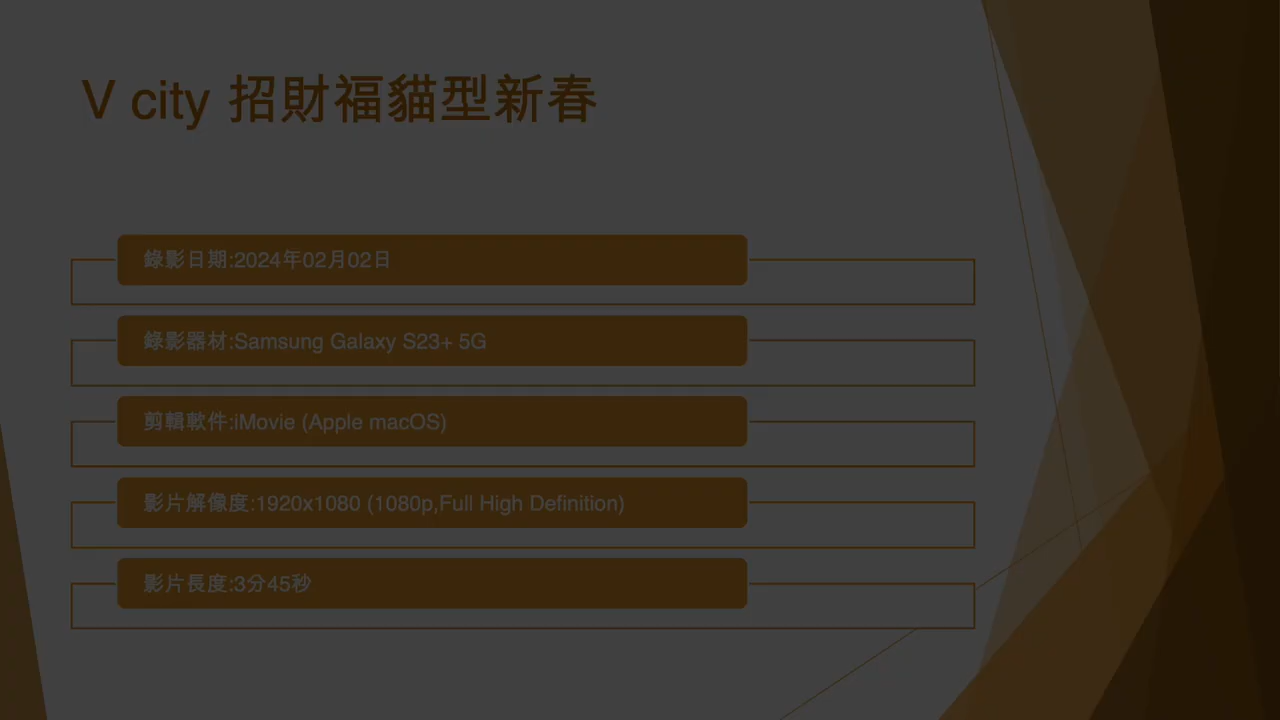 V city 招財福貓型新春
錄影日期:2024年02月02日
錄影器材:Samsung Galaxy S23+ 5G
剪輯軟件:iMovie (Apple macOS)
影片解像度:1920x1080 (1080p,Full High Definition)
影片長度:3分45秒